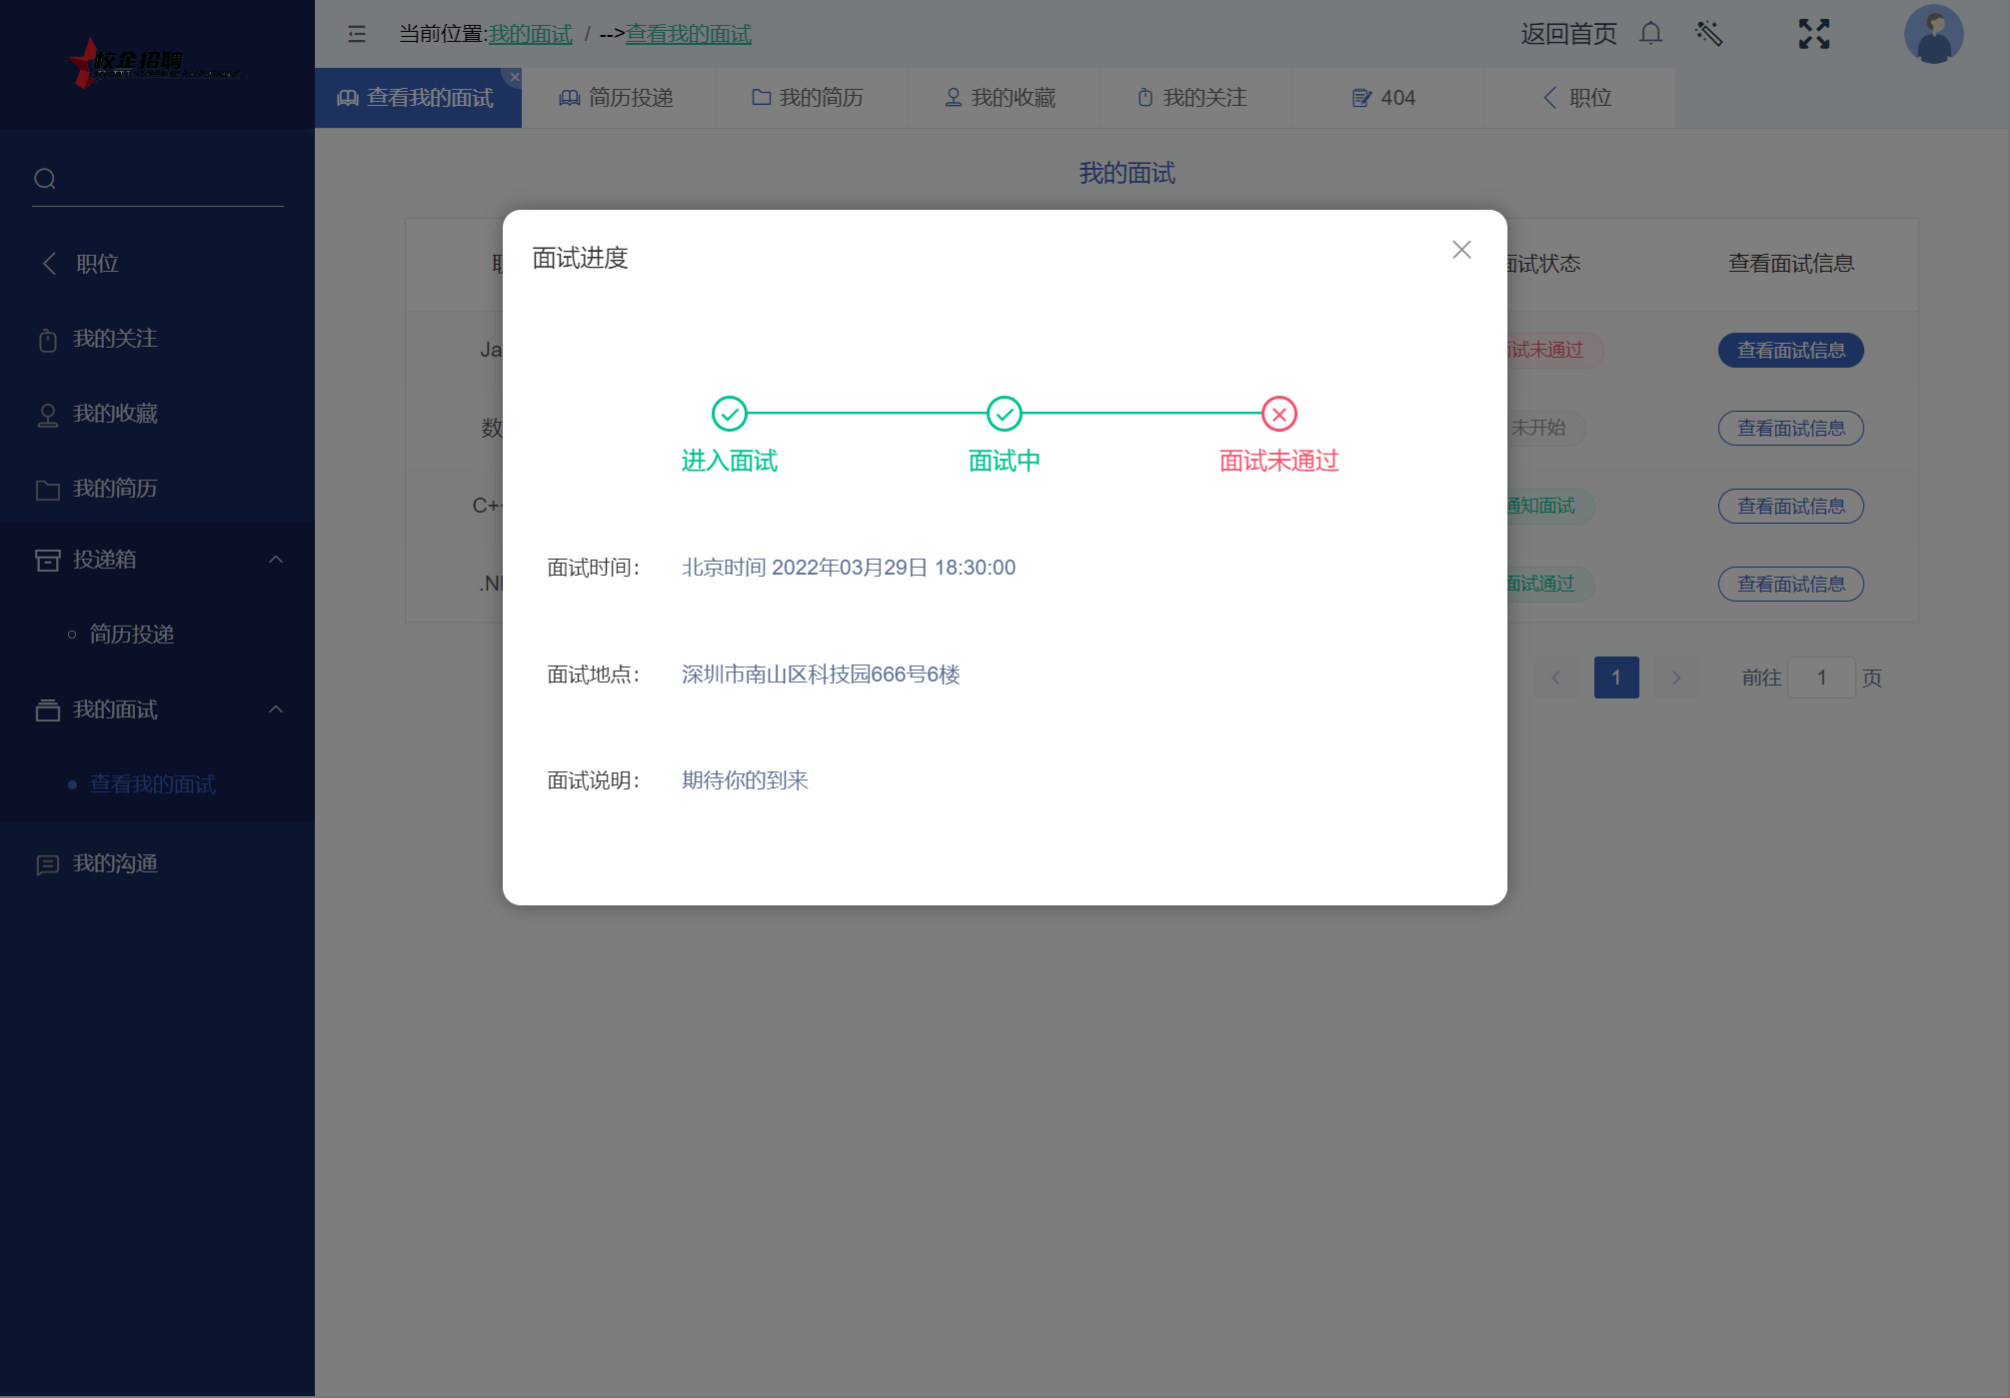 校企招聘
当前位置:我的面试 / -->查看我的面试
返回首页
查看我的面试
简历投递
我的简历
我的收藏
我的关注
404
职位
职位
我的关注
我的收藏
我的简历
投递箱
简历投递
我的面试
查看我的面试
我的沟通
我的面试
面试状态
查看面试信息
Ja
面试未通过
查看面试信息
数
未开始
查看面试信息
C+
通知面试
查看面试信息
.N
面试通过
查看面试信息
1
前往 1 页
面试进度
进入面试
面试中
面试未通过
面试时间： 北京时间 2022年03月29日 18:30:00
面试地点： 深圳市南山区科技园666号6楼
面试说明： 期待你的到来